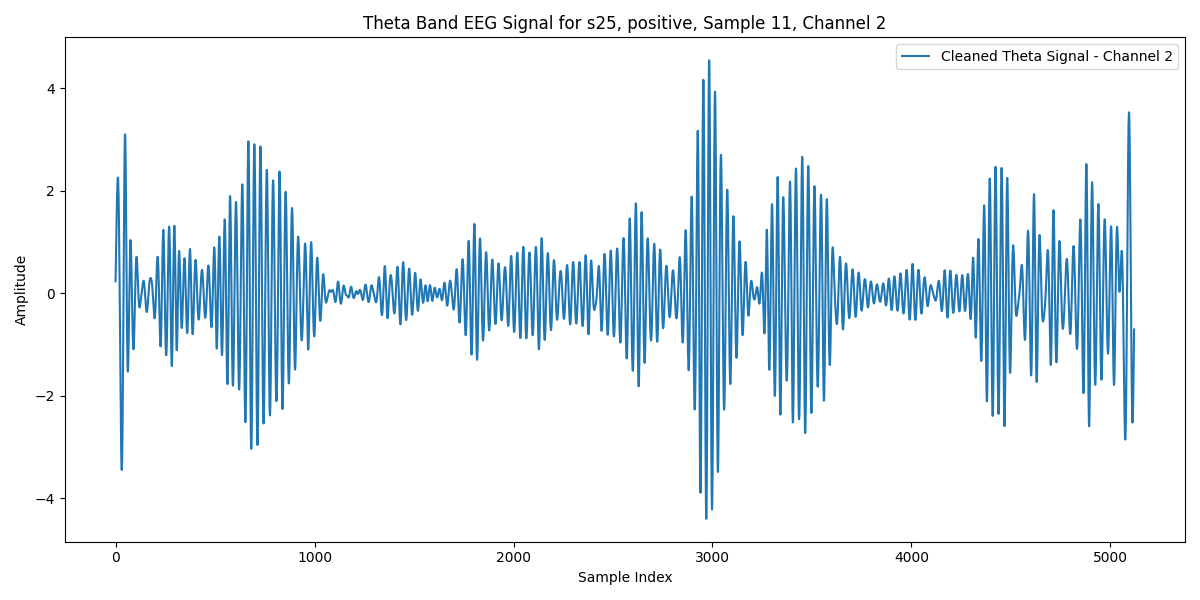 Theta Band EEG Signal for s25, positive, Sample 11, Channel 2
Cleaned Theta Signal - Channel 2
Amplitude
4
2
0
−2
−4
0 1000 2000 3000 4000 5000
Sample Index